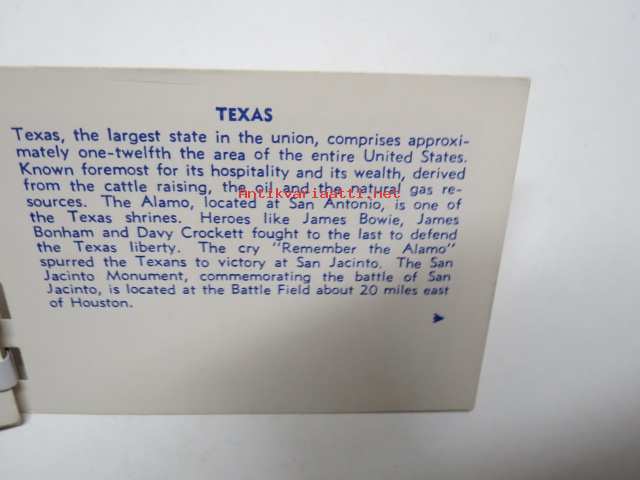 TEXAS
Texas, the largest state in the union, comprises approxi-
mately one-twelfth the area of the entire United States.
Known foremost for its hospitality and its wealth, derived
from the cattle raising, the oil and the natural gas re-
Antikvariaatti.net
sources. The Alamo, located at San Antonio, is one of
the Texas shrines. Heroes like James Bowie, James
Bonham and Davy Crockett fought to the last to defend
the Texas liberty. The cry "Remember the Alamo"
spurred the Texans to victory at San Jacinto. The San
Jacinto Monument, commemorating the battle of San
Jacinto, is located at the Battle Field about 20 miles east
of Houston.